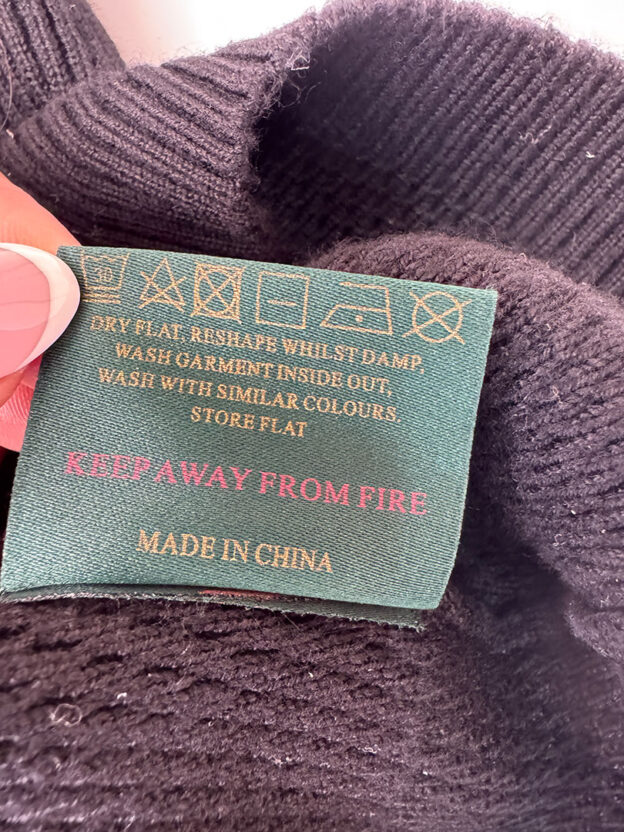 30
DRY FLAT, RESHAPE WHILST DAMP,
WASH GARMENT INSIDE OUT,
WASH WITH SIMILAR COLOURS.
STORE FLAT
KEEP AWAY FROM FIRE
MADE IN CHINA